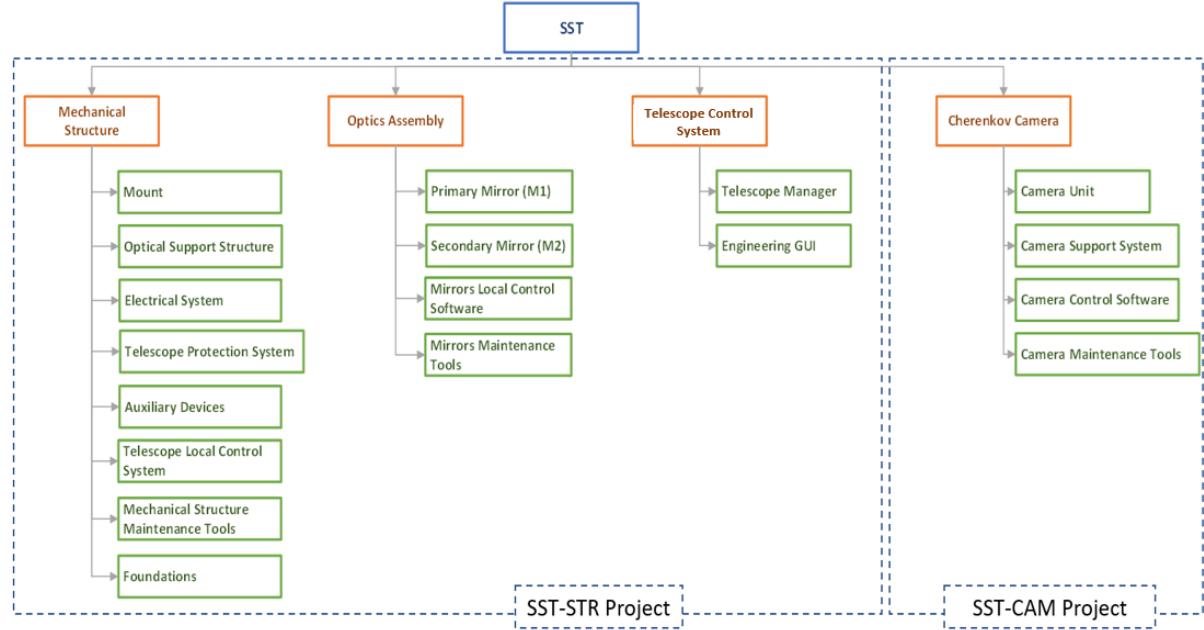 SST
Mechanical
Structure
Mount
Optical Support Structure
Electrical System
Telescope Protection System
Auxiliary Devices
Telescope Local Control
System
Mechanical Structure
Maintenance Tools
Foundations
Optics Assembly
Primary Mirror (M1)
Secondary Mirror (M2)
Mirrors Local Control
Software
Mirrors Maintenance
Tools
Telescope Control
System
Telescope Manager
Engineering GUI
Cherenkov Camera
Camera Unit
Camera Support System
Camera Control Software
Camera Maintenance Tools
SST-STR Project
SST-CAM Project